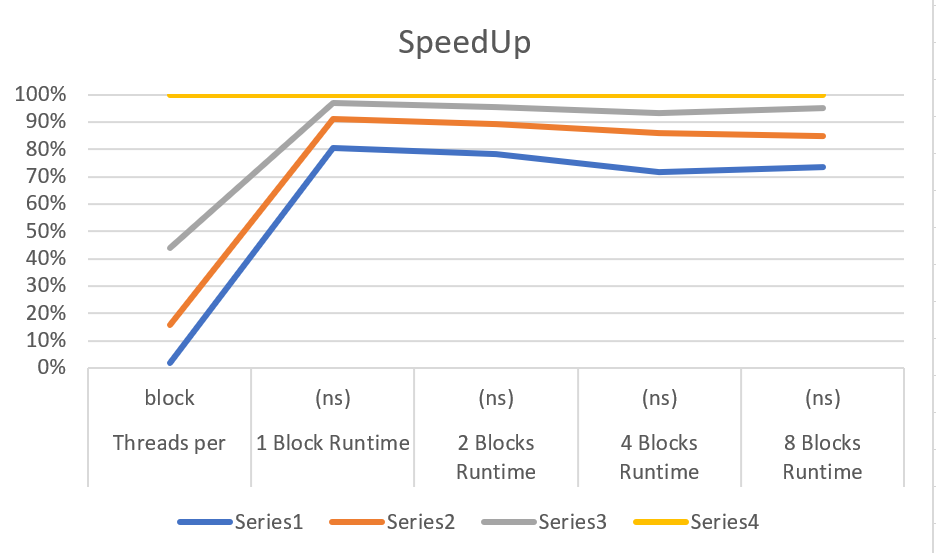 SpeedUp
100%
90%
80%
70%
60%
50%
40%
30%
20%
10%
0%
block (ns) (ns) (ns) (ns)
Threads per 1 Block Runtime 2 Blocks 4 Blocks 8 Blocks
Runtime Runtime Runtime
Series1 Series2 Series3 Series4